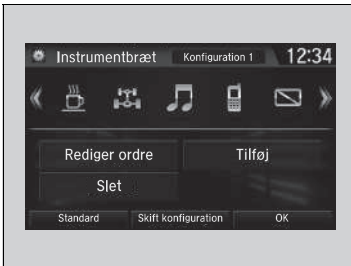 Instrumentbræt Konfiguration 1 12:34
Rediger ordre Tilføj
Slet
Standard Skift konfiguration OK